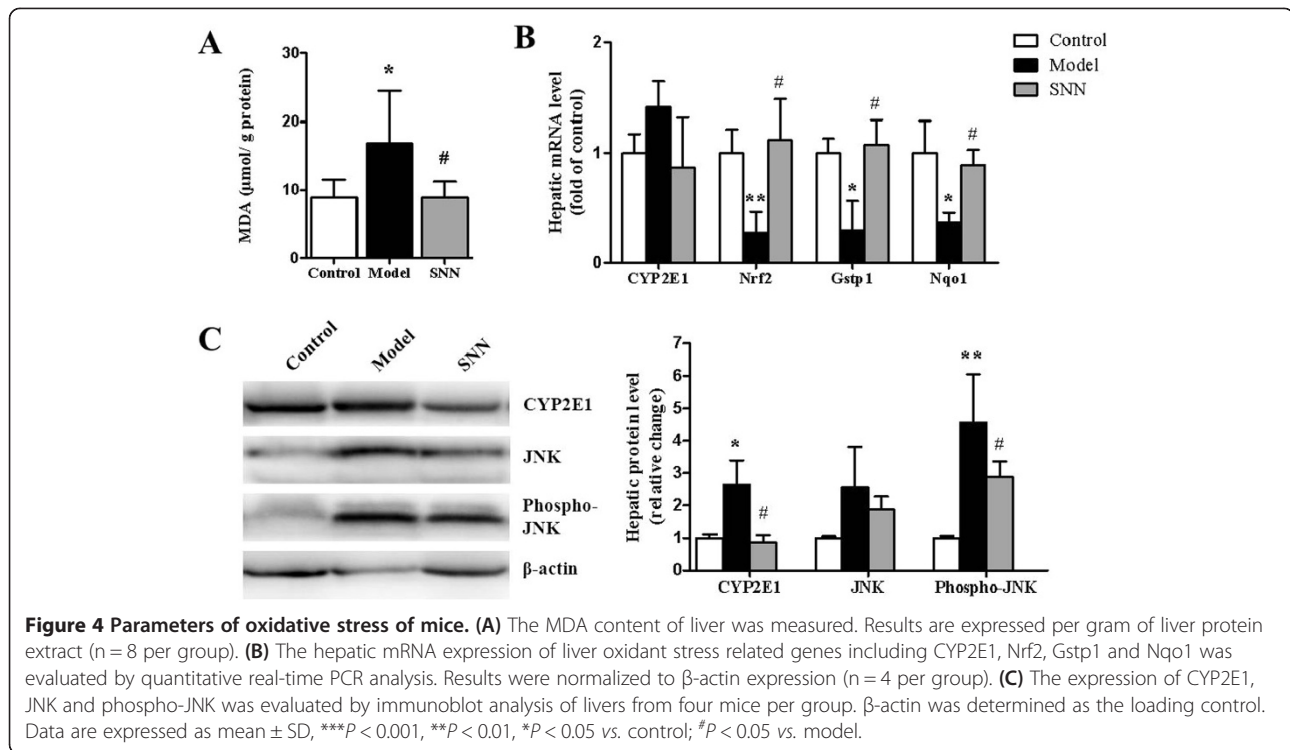 A
30
20
10
0
MDA (μmol/ g protein)
*
#
Control Model SNN
B
2
1
0
Hepatic mRNA level
(fold of control)
Control
Model
SNN
** # * # * #
CYP2E1 Nrf2 Gstp1 Nqo1
C
Control Model SNN
CYP2E1
JNK
Phospho-
JNK
β-actin
7
6
5
4
3
2
1
0
Hepatic protein level
(relative change)
* # ** #
CYP2E1 JNK Phospho-JNK
Figure 4 Parameters of oxidative stress of mice. (A) The MDA content of liver was measured. Results are expressed per gram of liver protein
extract (n = 8 per group). (B) The hepatic mRNA expression of liver oxidant stress related genes including CYP2E1, Nrf2, Gstp1 and Nqo1 was
evaluated by quantitative real-time PCR analysis. Results were normalized to β-actin expression (n = 4 per group). (C) The expression of CYP2E1,
JNK and phospho-JNK was evaluated by immunoblot analysis of livers from four mice per group. β-actin was determined as the loading control.
Data are expressed as mean ± SD, ***P < 0.001, **P < 0.01, *P < 0.05 vs. control; #P < 0.05 vs. model.